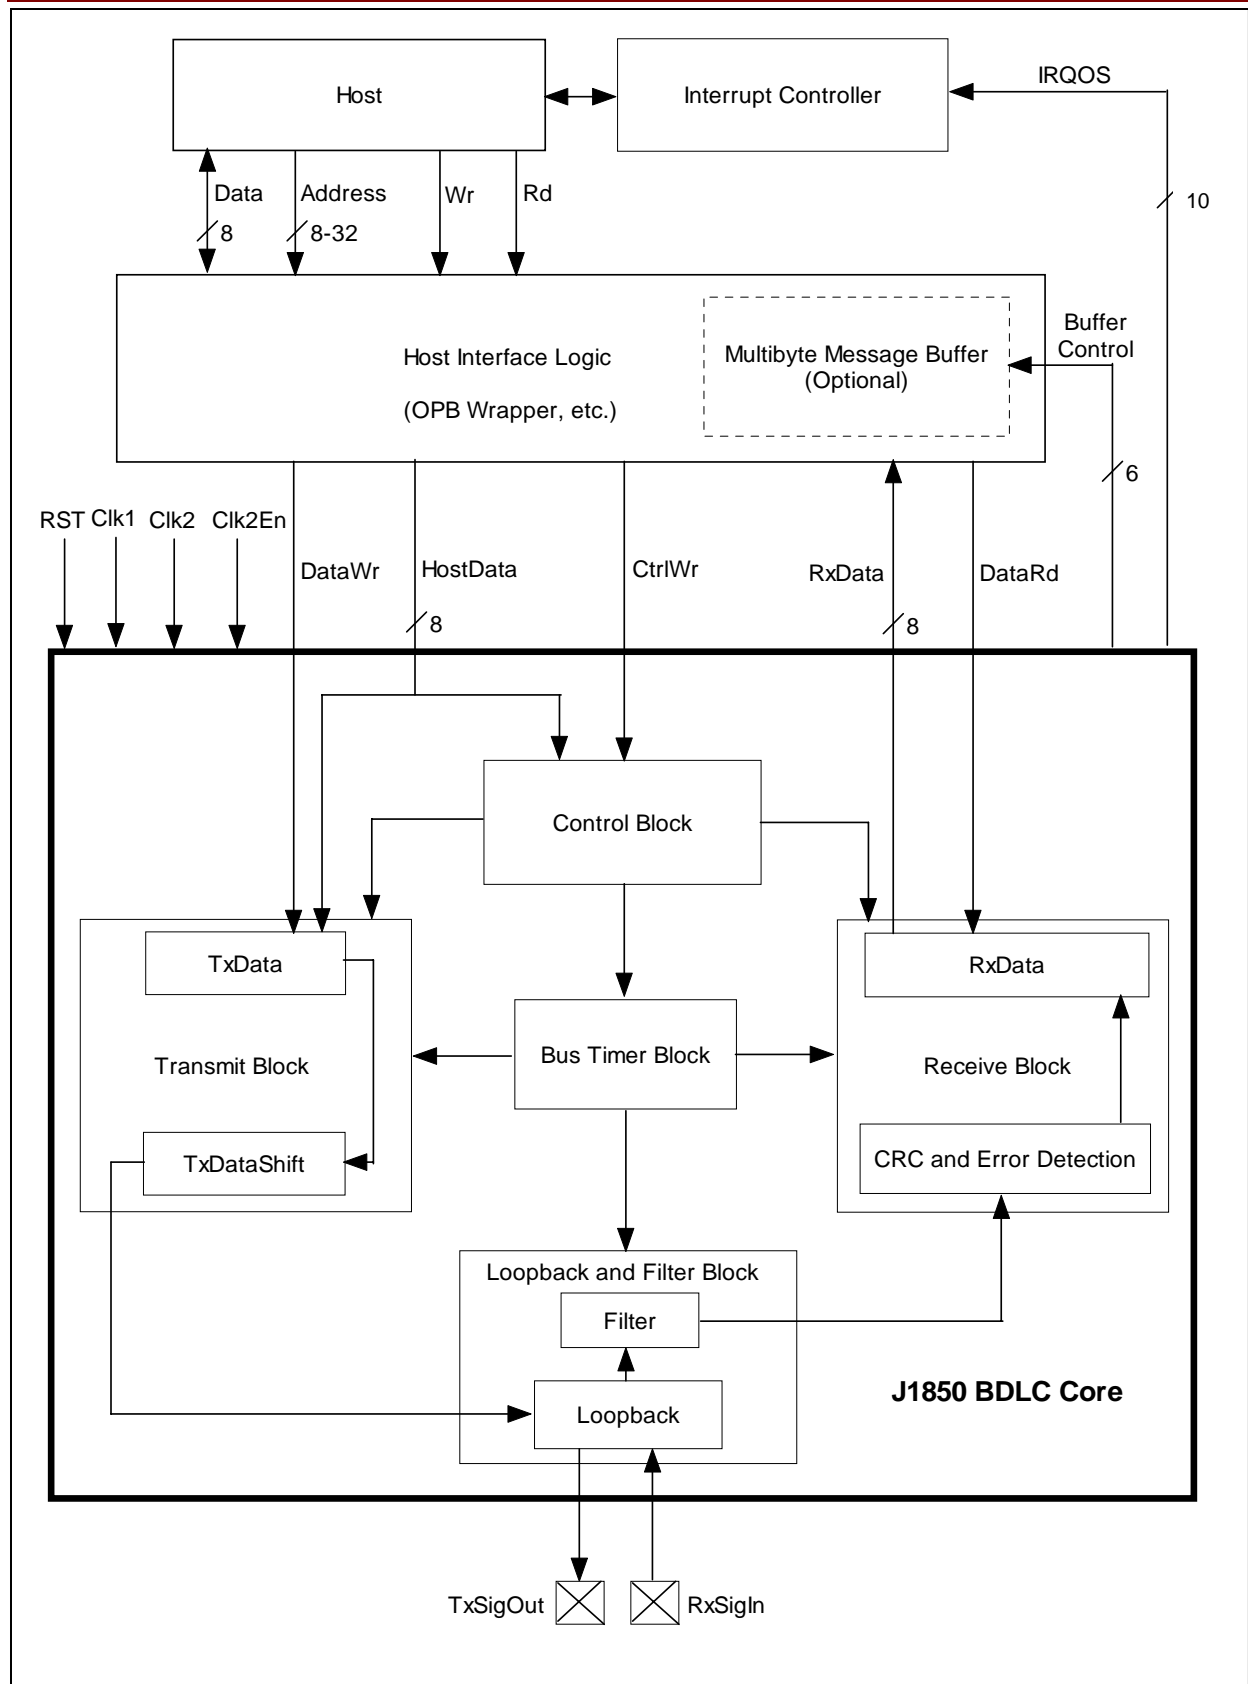 Host
Interrupt Controller
IRQOS
Data
Address
Wr
Rd
10
8
8-32
Buffer
Control
Host Interface Logic
(OPB Wrapper, etc.)
Multibyte Message Buffer
(Optional)
6
RST
Clk1
Clk2
Clk2En
DataWr
HostData
CtrlWr
RxData
DataRd
8
8
Control Block
TxData
RxData
Transmit Block
Bus Timer Block
Receive Block
TxDataShift
CRC and Error Detection
Loopback and Filter Block
Filter
J1850 BDLC Core
Loopback
TxSigOut
RxSigIn